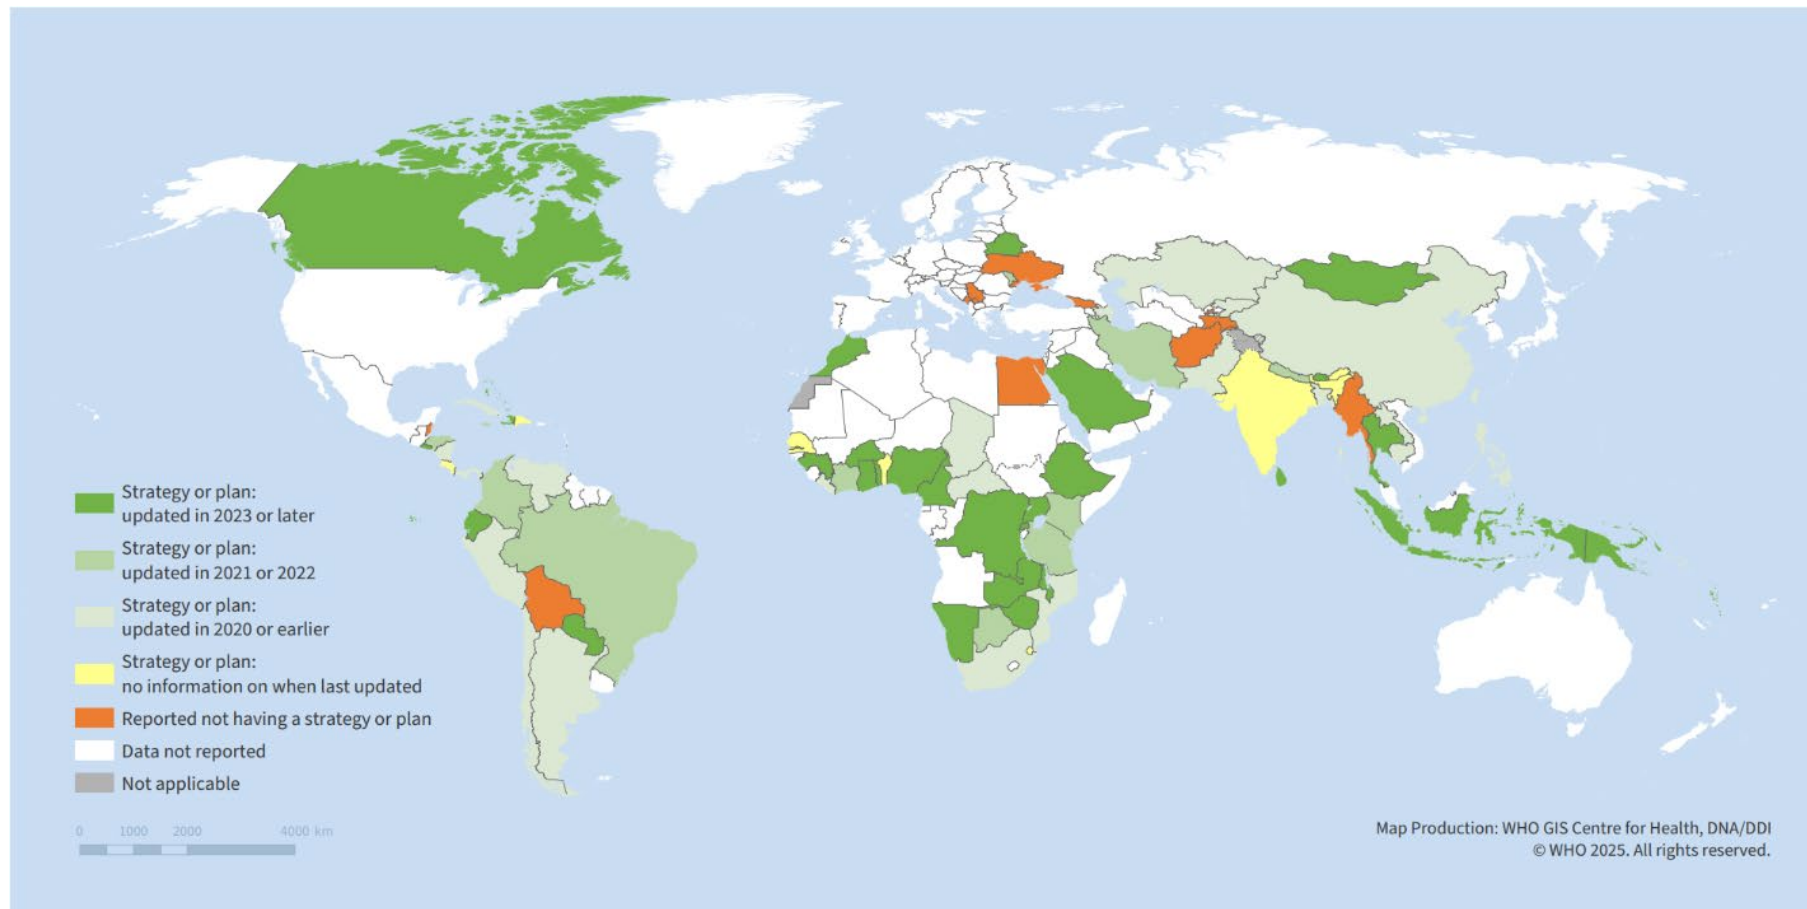 Strategy or plan:
updated in 2023 or later
Strategy or plan:
updated in 2021 or 2022
Strategy or plan:
updated in 2020 or earlier
Strategy or plan:
no information on when last updated
Reported not having a strategy or plan
Data not reported
Not applicable
0 1000 2000 4000 km
Map Production: WHO GIS Centre for Health, DNA/DDI
© WHO 2025. All rights reserved.